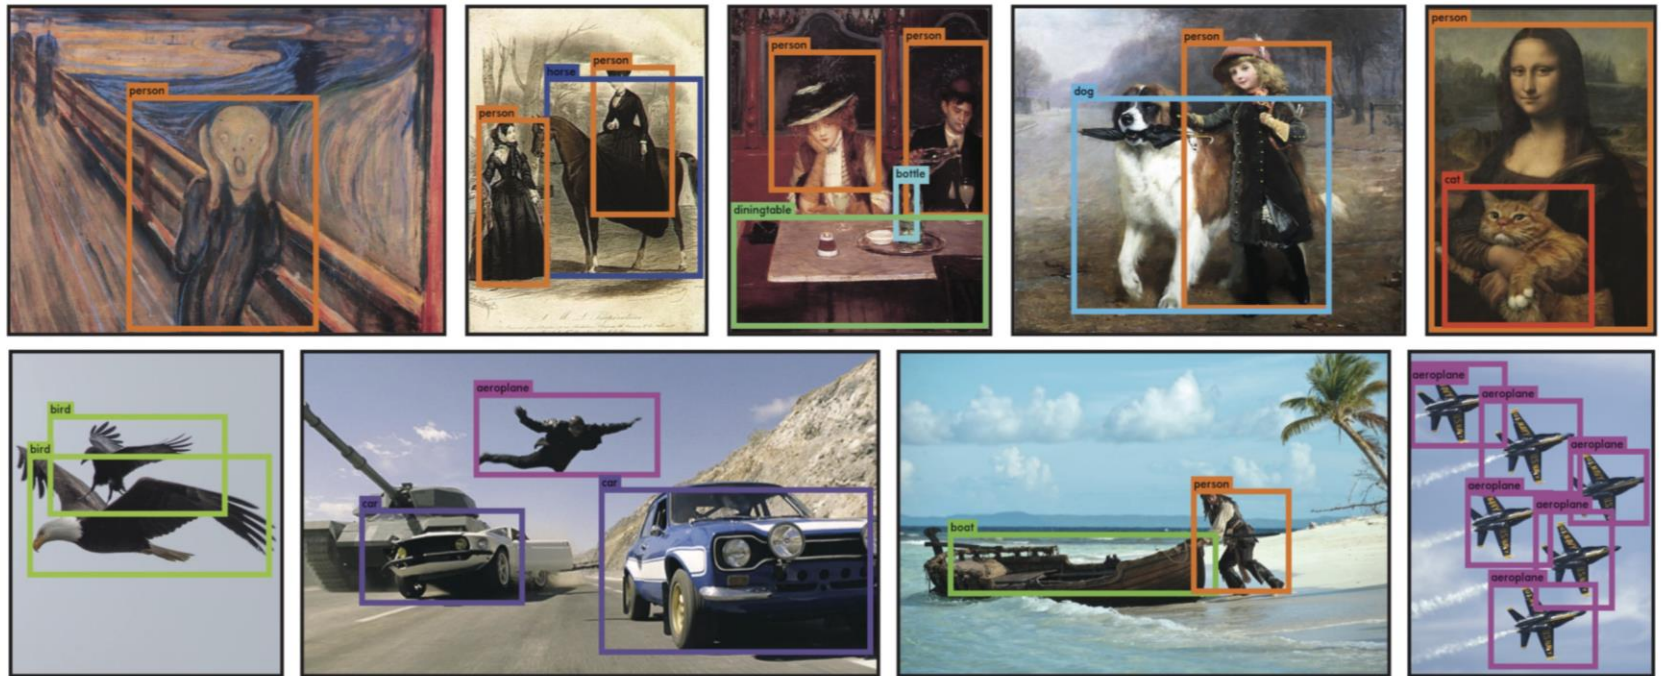 person
person
horse
person
person
person
bottle
diningtable
person
dog
person
cat
bird
bird
aeroplane
car
car
person
boat
aeroplane
aeroplane
aeroplane
aeroplane
aeroplane
aeroplane